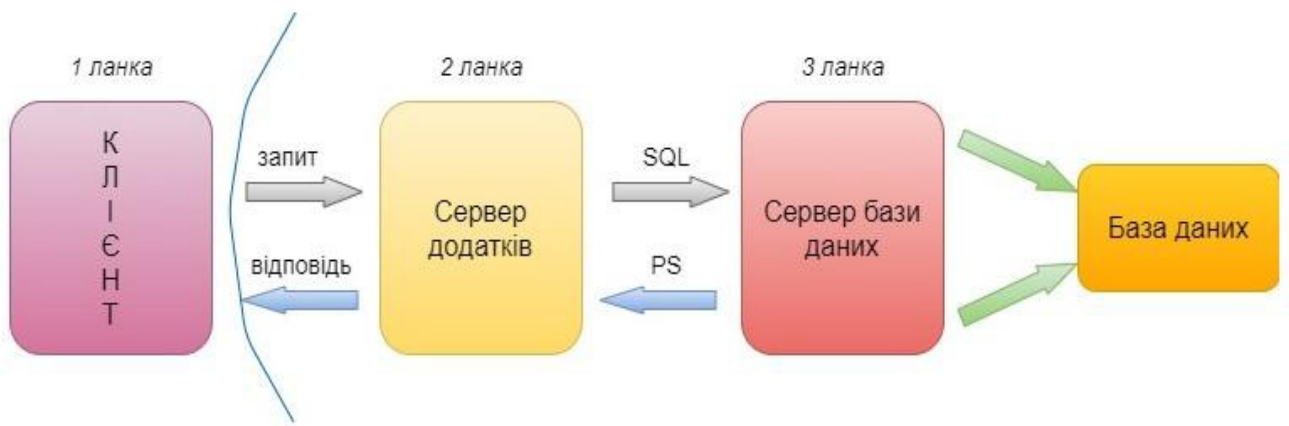 1 ланка
2 ланка
3 ланка
К
Л
І
Є
Н
Т
запит
відповідь
Сервер
додатків
SQL
PS
Сервер бази
даних
База даних